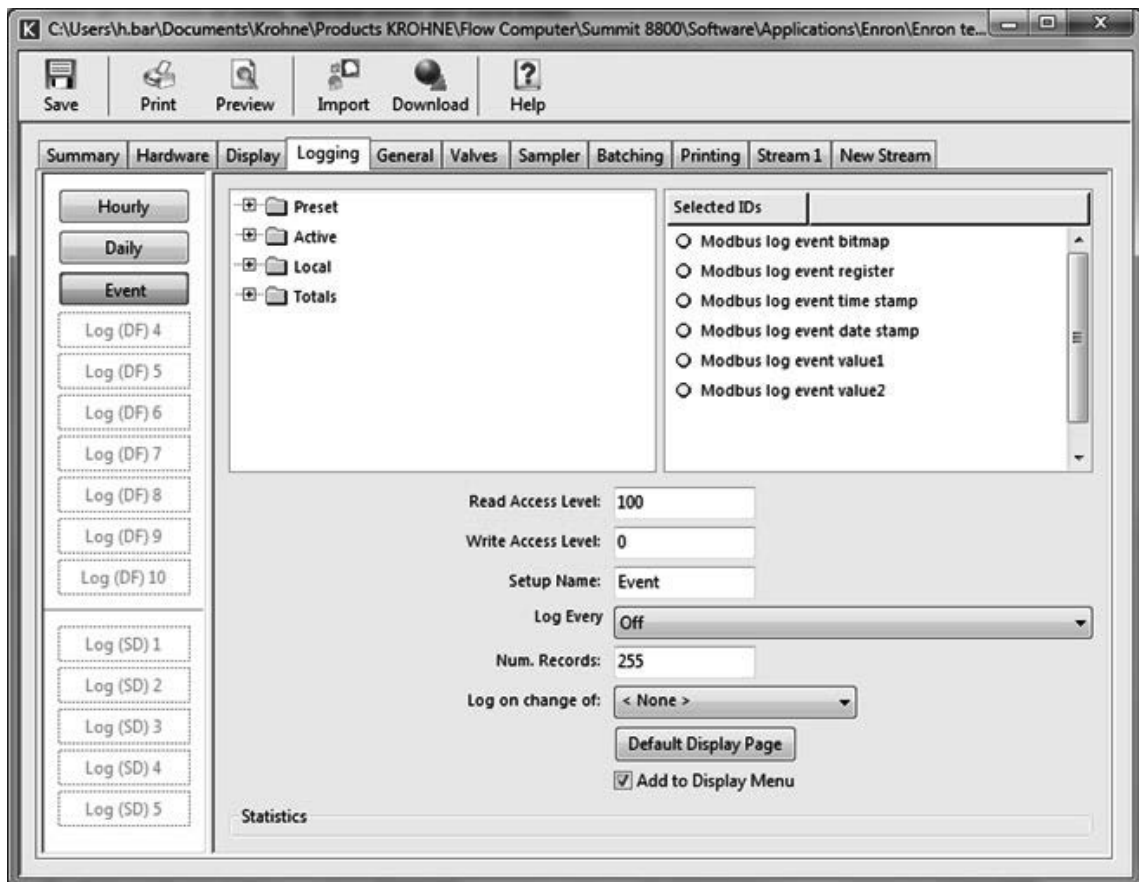 K C:\Users\h.bar\Documents\Krohne\Products KROHNE\Flow Computer\Summit 8800\Software\Applications\Enron\Enron te...
Save Print Preview Import Download Help
Summary Hardware Display Logging General Valves Sampler Batching Printing Stream 1 New Stream
Hourly
Daily
Event
Log (DF) 4
Log (DF) 5
Log (DF) 6
Log (DF) 7
Log (DF) 8
Log (DF) 9
Log (DF) 10
Log (SD) 1
Log (SD) 2
Log (SD) 3
Log (SD) 4
Log (SD) 5
Preset
Active
Local
Totals
Selected IDs
Modbus log event bitmap
Modbus log event register
Modbus log event time stamp
Modbus log event date stamp
Modbus log event value1
Modbus log event value2
Read Access Level: 100
Write Access Level: 0
Setup Name: Event
Log Every Off
Num. Records: 255
Log on change of: < None >
Default Display Page
Add to Display Menu
Statistics